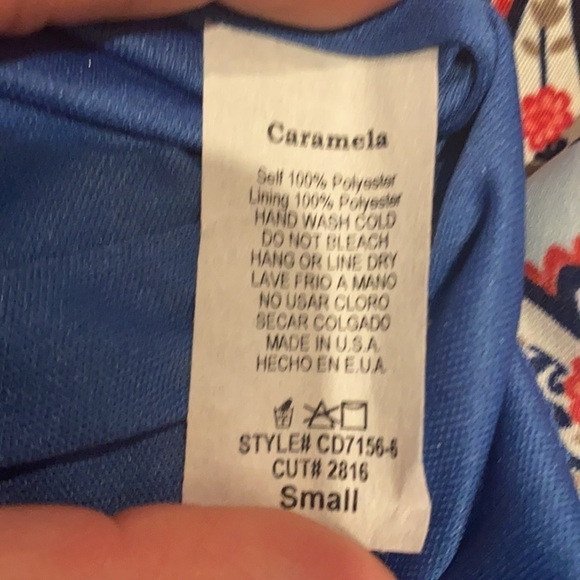 Caramela
Self 100% Polyester
Lining 100% Polyester
HAND WASH COLD
DO NOT BLEACH
HANG OR LINE DRY
LAVE FRIO A MANO
NO USAR CLORO
SECAR COLGADO
MADE IN U.S.A.
HECHO EN E.U.A.
STYLE# CD7156-6
CUT# 2816
Small